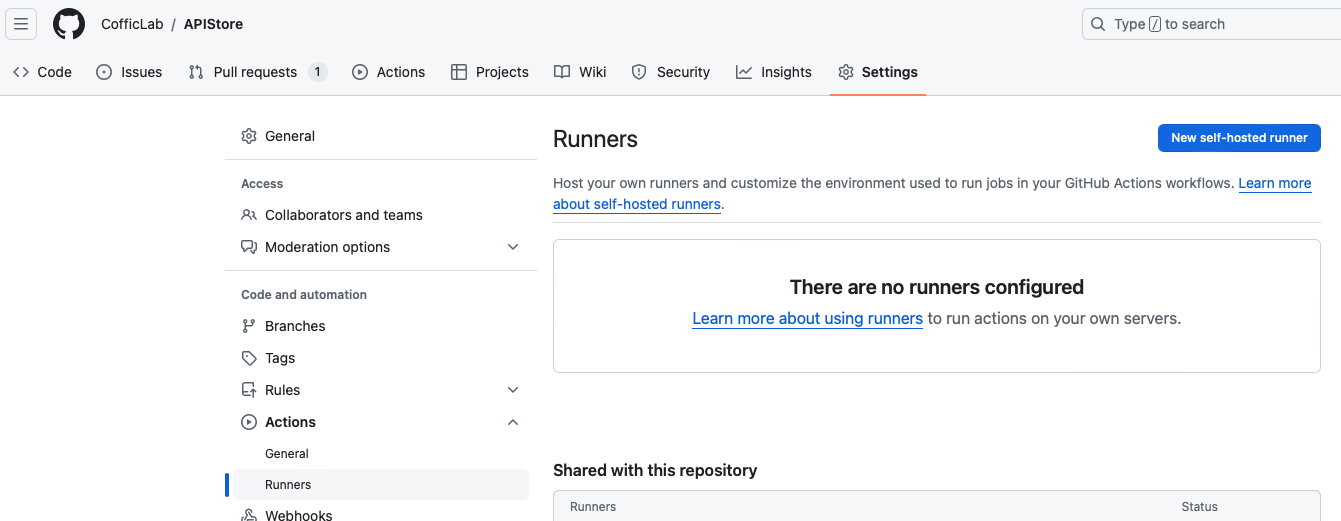 CofficLab / APIStore
Type / to search
Code
Issues
Pull requests 1
Actions
Projects
Wiki
Security
Insights
Settings
General
Access
Collaborators and teams
Moderation options
Code and automation
Branches
Tags
Rules
Actions
General
Runners
Webhooks
Runners
New self-hosted runner
Host your own runners and customize the environment used to run jobs in your GitHub Actions workflows. Learn more
about self-hosted runners.
There are no runners configured
Learn more about using runners to run actions on your own servers.
Shared with this repository
Runners
Status